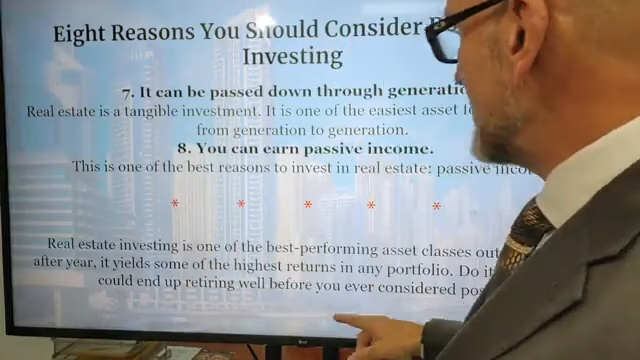 Eight Reasons You Should Consider
Investing
7. It can be passed down through
Real estate is a tangible investment. It is one of the easiest asset
from generation to generation.
8. You can earn passive income.
This is one of the best reasons to invest in real estate: passive
* * * * *
Real estate investing is one of the best-performing asset classes out
after year, it yields some of the highest returns in any portfolio. Do it
could end up retiring well before you ever considered
LG